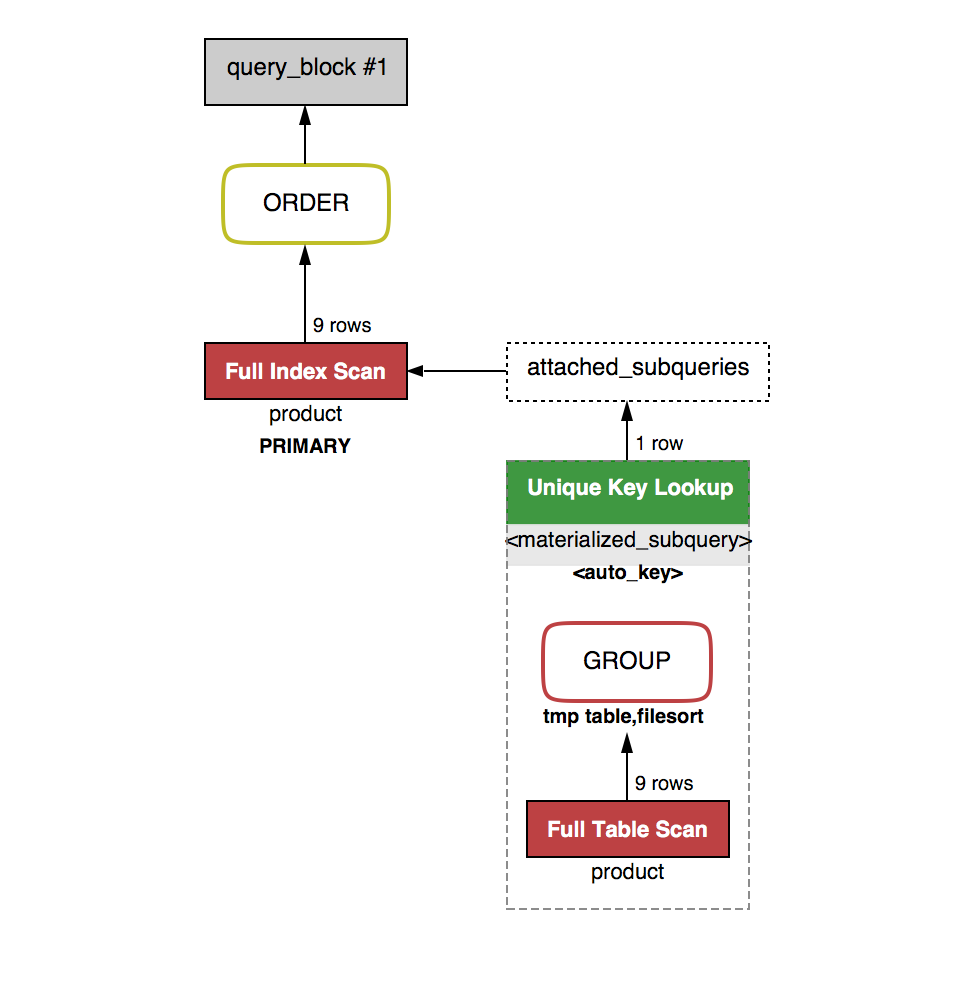 query_block #1
ORDER
9 rows
Full Index Scan
product
PRIMARY
attached_subqueries
1 row
Unique Key Lookup
<materialized_subquery>
<auto_key>
GROUP
tmp table,filesort
9 rows
Full Table Scan
product